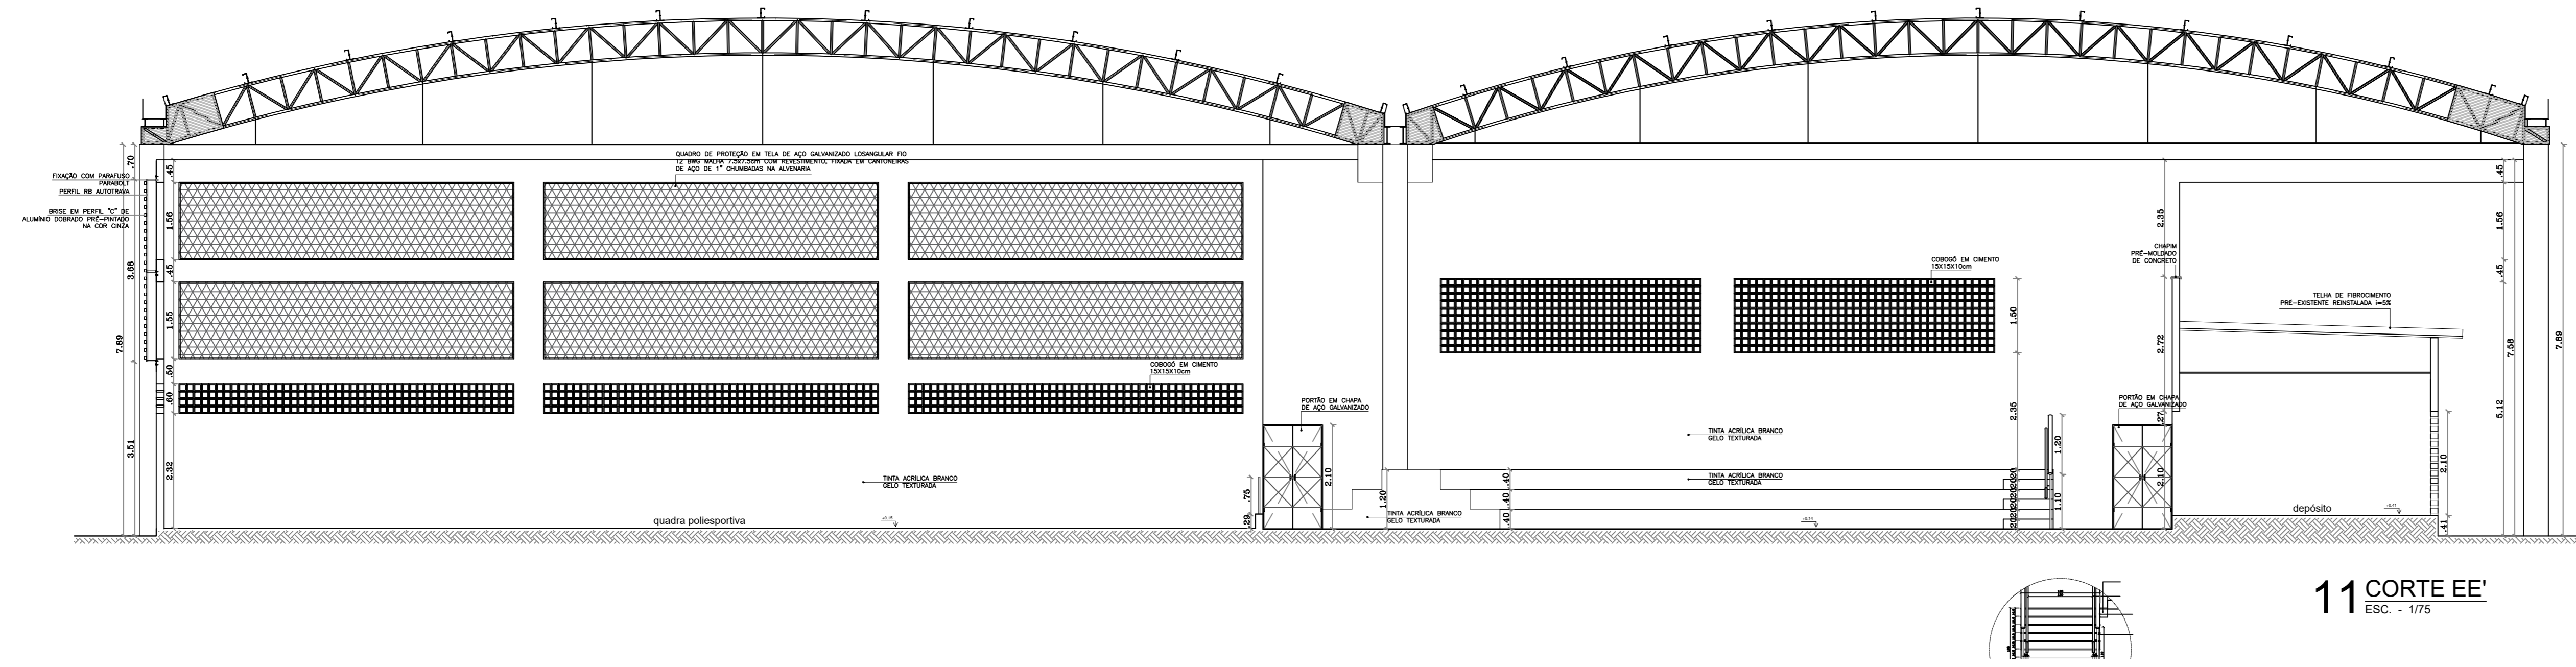 QUADRO DE PROTEÇÃO EM TELA DE AÇO GALVANIZADO LOSANGULAR FIO
12 BWG MALHA 7.5x7.5cm COM REVESTIMENTO, FIXADA EM CANTONEIRAS
DE AÇO DE 1" CHUMBADAS NA ALVENARIA
FIXAÇÃO COM PARAFUSO
PARABOLT
PERFIL RB AUTOTRAVA
BRISE EM PERFIL "C" DE
ALUMÍNIO DOBRADO PRÉ-PINTADO
NA COR CINZA
7.89
.70
3.68
3.51
.45
1.56
.45
1.55
.50
.60
2.32
COBOGÓ EM CIMENTO
15X15X10cm
TINTA ACRÍLICA BRANCO
GELO TEXTURADA
quadra poliesportiva
.75
.29
PORTÃO EM CHAPA
DE AÇO GALVANIZADO
2.10
1.20
TINTA ACRÍLICA BRANCO
GELO TEXTURADA
.40
.40
.40
COBOGÓ EM CIMENTO
15X15X10cm
TINTA ACRÍLICA BRANCO
GELO TEXTURADA
TINTA ACRÍLICA BRANCO
GELO TEXTURADA
1.50
2.35
.20
.20
.20
.20
.20
.20
1.20
1.10
CHAPIM
PRÉ-MOLDADO
DE CONCRETO
2.35
2.72
.27
2.10
PORTÃO EM CHAPA
DE AÇO GALVANIZADO
TELHA DE FIBROCIMENTO
PRÉ-EXISTENTE REINSTALADA i=5%
depósito
2.10
.41
.45
1.56
.45
5.12
7.58
7.89
11 CORTE EE'
ESC. - 1/75